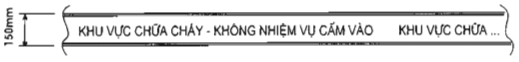 150mm
KHU VỰC CHỮA CHÁY - KHÔNG NHIỆM VỤ CẤM VÀO KHU VỰC CHỮA ...